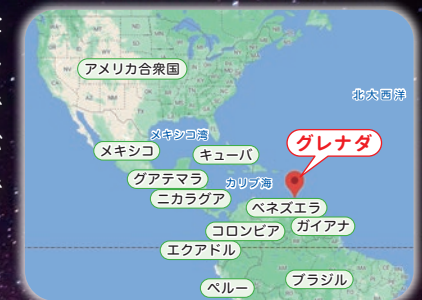 アメリカ合衆国
北大西洋
メキシコ湾
グレナダ
メキシコ
キューバ
グアテマラ
カリブ海
ニカラグア
ベネズエラ
ガイアナ
コロンビア
エクアドル
ブラジル
ペルー